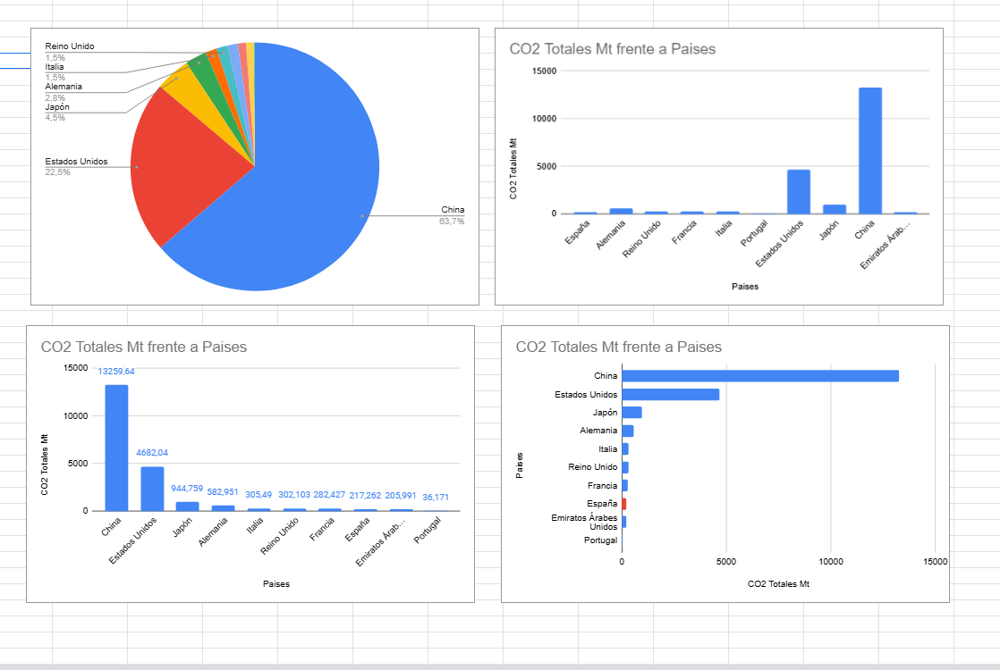 Reino Unido
1,5%
Italia
1,5%
Alemania
2,8%
Japón
4,5%
Estados Unidos
22,5%
China
63,7%
CO2 Totales Mt frente a Paises
15000
10000
5000
0
CO2 Totales Mt
España
Alemania
Reino Unido
Francia
Italia
Portugal
Estados Unidos
Japón
China
Emiratos Árab…
Paises
CO2 Totales Mt frente a Paises
15000
10000
5000
0
CO2 Totales Mt
13259,64
4682,04
944,759
582,951
305,49
302,103
282,427
217,262
205,991
36,171
China
Estados Unidos
Japón
Alemania
Italia
Reino Unido
Francia
España
Emiratos Árab…
Portugal
Paises
CO2 Totales Mt frente a Paises
Paises
China
Estados Unidos
Japón
Alemania
Italia
Reino Unido
Francia
España
Emiratos Árabes
Unidos
Portugal
0
5000
10000
15000
CO2 Totales Mt